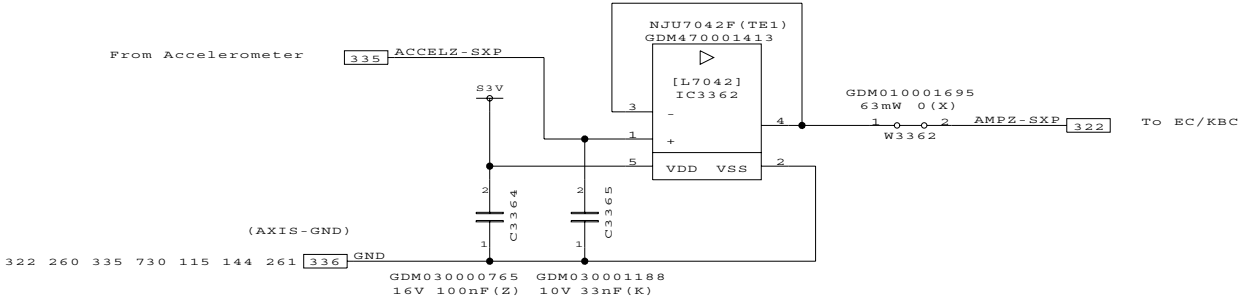 NJU7042F(TE1)
GDM470001413
From Accelerometer 335 ACCELZ-SXP
[L7042]
IC3362
S3V
GDM010001695
63mW 0(X)
3 -
4 1 2 AMPZ-SXP 322 To EC/KBC
W3362
1 +
5 VDD VSS 2
2 C3364 1
2 C3365 1
(AXIS-GND)
322 260 335 730 115 144 261 336 GND
GDM030000765 GDM030001188
16V 100nF(Z) 10V 33nF(K)